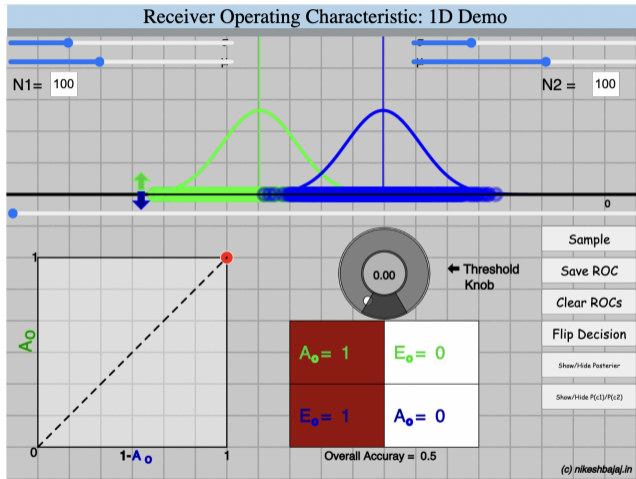 Receiver Operating Characteristic: 1D Demo
N1= 100
N2 = 100
0
Sample
Save ROC
Clear ROCs
Flip Decision
Show/Hide Posterier
Show/Hide P(c1)/P(c2)
0.00
Threshold
Knob
1
Ao
0
1-Ao
1
Ao= 1
Eo= 0
Eo= 1
Ao= 0
Overall Accuray = 0.5
(c) nikeshbajaj.in